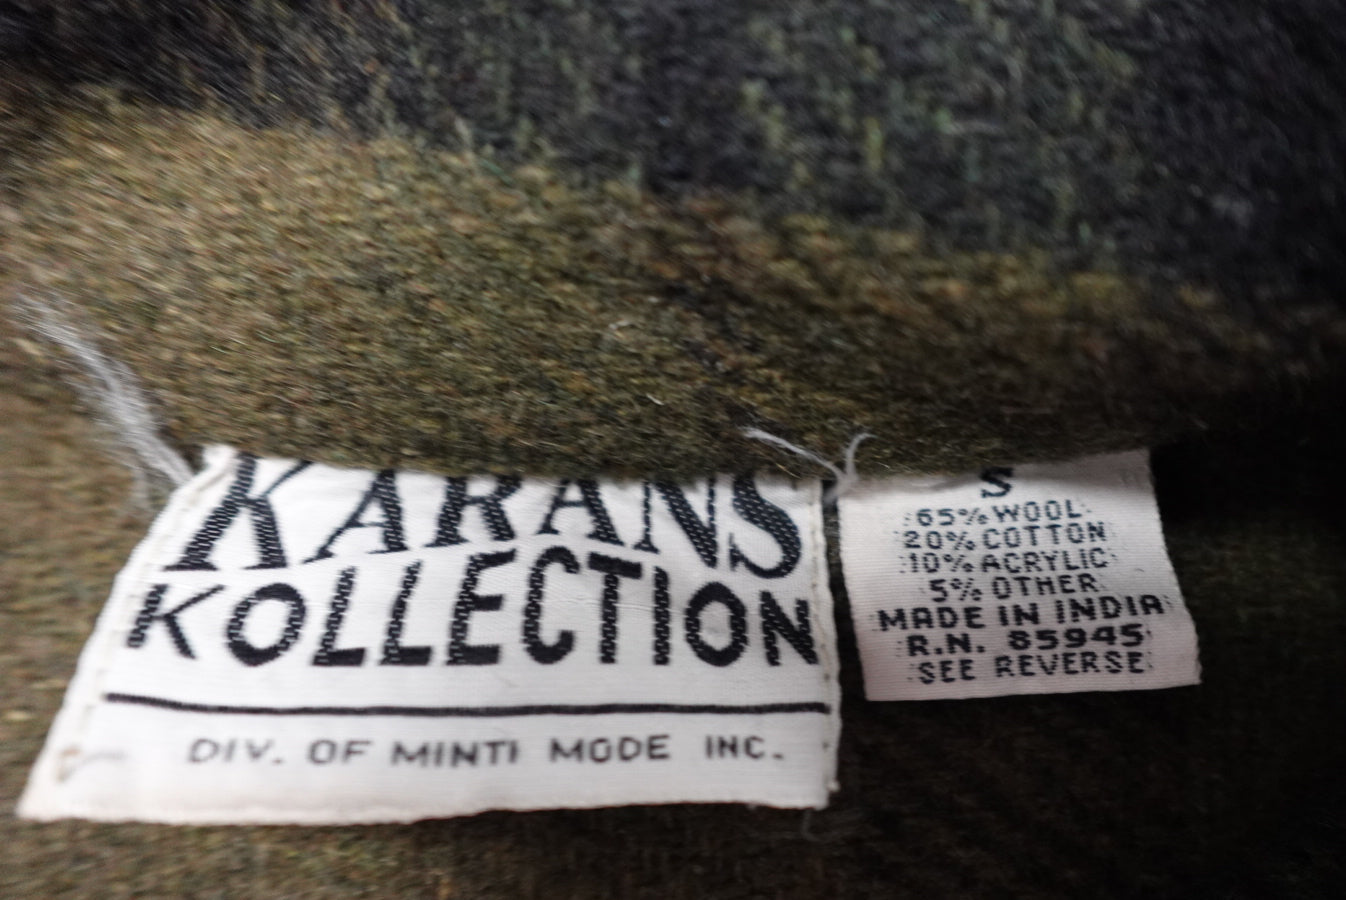 KARANS
KOLLECTION
DIV. OF MINTI MODE INC.
S
65% WOOL
20% COTTON
10% ACRYLIC
5% OTHER
MADE IN INDIA
R.N. 85945
SEE REVERSE